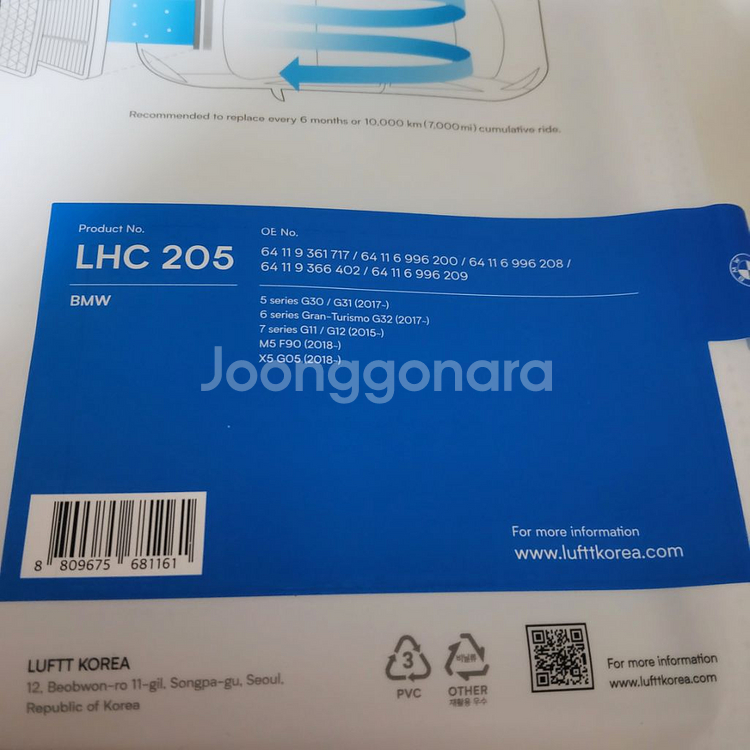 Recommended to replace every 6 months or 10,000 km(7,000mi) cumulative ride.
Product No.
LHC 205
BMW
OE No.
64 11 9 361 717 / 64 11 6 996 200 / 64 11 6 996 208 /
64 11 9 366 402 / 64 11 6 996 209
5 series G30 / G31 (2017~)
6 series Gran-Turismo G32 (2017~)
7 series G11 / G12 (2015~)
M5 F90 (2018~)
X5 G05 (2018~)
Joonggonara
8 809675 681161
For more information
www.lufttkorea.com
LUFTT KOREA
12, Beobwon-ro 11-gil, Songpa-gu, Seoul,
Republic of Korea
3
PVC
비닐류
OTHER
재활용 우수
For more information
www.lufttkorea.com